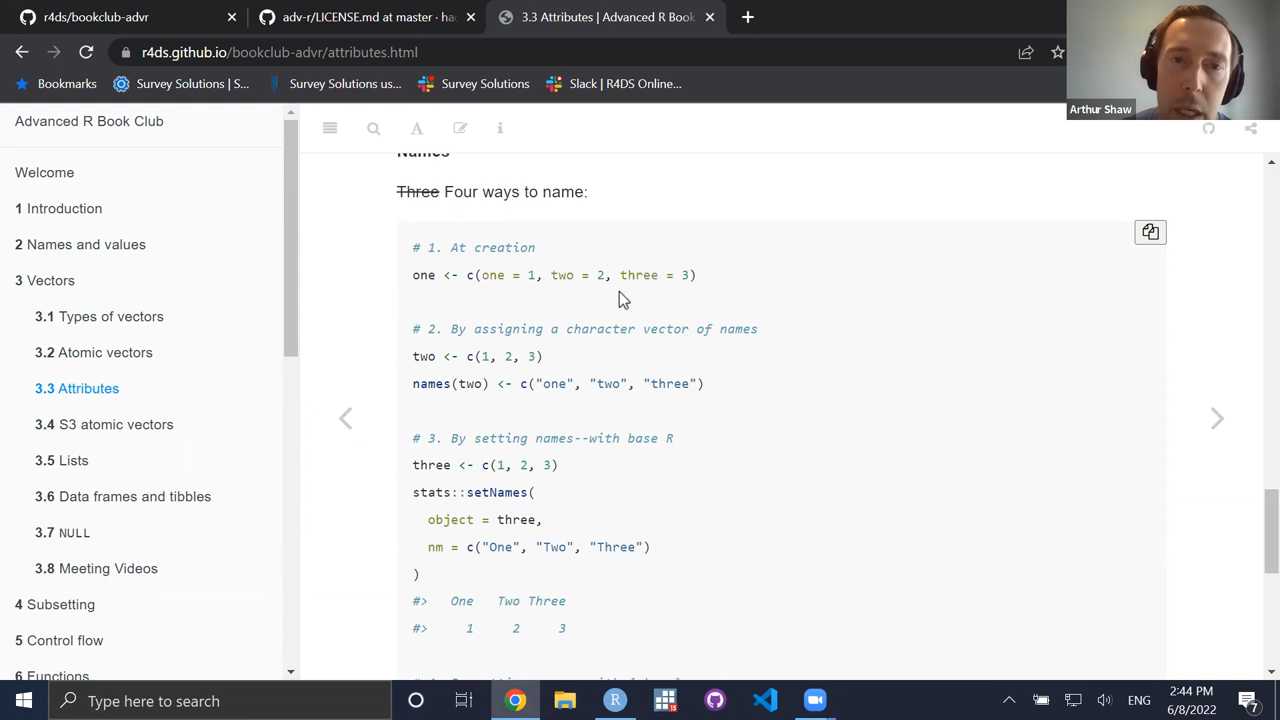 r4ds/bookclub-advr
adv-r/LICENSE.md at master · ha
3.3 Attributes | Advanced R Book
r4ds.github.io/bookclub-advr/attributes.html
Bookmarks
Survey Solutions | S...
Survey Solutions us...
Survey Solutions
Slack | R4DS Online...
Arthur Shaw
Advanced R Book Club
Welcome
1 Introduction
2 Names and values
3 Vectors
3.1 Types of vectors
3.2 Atomic vectors
3.3 Attributes
3.4 S3 atomic vectors
3.5 Lists
3.6 Data frames and tibbles
3.7 NULL
3.8 Meeting Videos
4 Subsetting
5 Control flow
6 Functions
Names
Three Four ways to name:
# 1. At creation
one <- c(one = 1, two = 2, three = 3)
# 2. By assigning a character vector of names
two <- c(1, 2, 3)
names(two) <- c("one", "two", "three")
# 3. By setting names--with base R
three <- c(1, 2, 3)
stats::setNames(
object = three,
nm = c("One", "Two", "Three")
)
#> One Two Three
#> 1 2 3
Type here to search
15
ENG
2:44 PM
6/8/2022
7